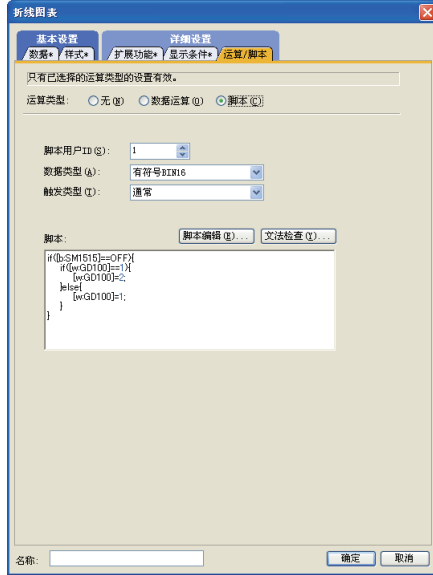 折线图表
基本设置
详细设置
数据* 样式* 扩展功能* 显示条件* 运算/脚本
只有已选择的运算类型的设置有效。
运算类型: 无(N) 数据运算(O) 脚本(C)
脚本用户ID(S): 1
数据类型(A): 有符号BIN16
触发类型(T): 通常
脚本: 脚本编辑(E)... 文法检查(Y)...
if([b:SM1515]==OFF){
if([w:GD100]==1){
[w:GD100]=2;
}else{
[w:GD100]=1;
}
}
名称: 确定 取消